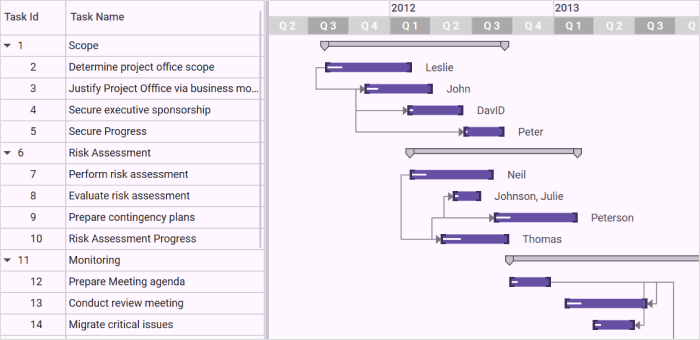 Task Id Task Name 2012 2013
Q 2 Q 3 Q 4 Q 1 Q 2 Q 3 Q 4 Q 1 Q 2 Q 3 Q
1 Scope
2 Determine project office scope Leslie
3 Justify Project Offfice via business mo... John
4 Secure executive sponsorship DavID
5 Secure Progress Peter
6 Risk Assessment
7 Perform risk assessment Neil
8 Evaluate risk assessment Johnson, Julie
9 Prepare contingency plans Peterson
10 Risk Assessment Progress Thomas
11 Monitoring
12 Prepare Meeting agenda
13 Conduct review meeting
14 Migrate critical issues